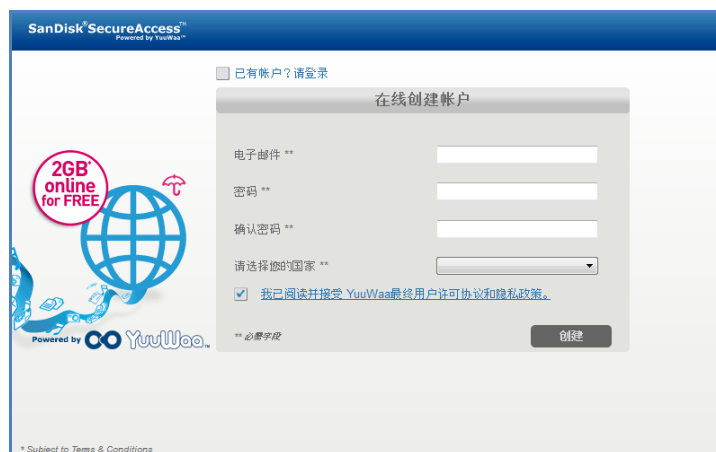 SanDisk® SecureAccess™
Powered by YuuWaa™
已有帐户？请登录
在线创建帐户
电子邮件 **
密码 **
确认密码 **
请选择您的国家 **
我已阅读并接受 YuuWaa最终用户许可协议和隐私政策。
** 必需字段
创建
2GB*
online
for FREE
Powered by YuuWaa™
* Subject to Terms & Conditions